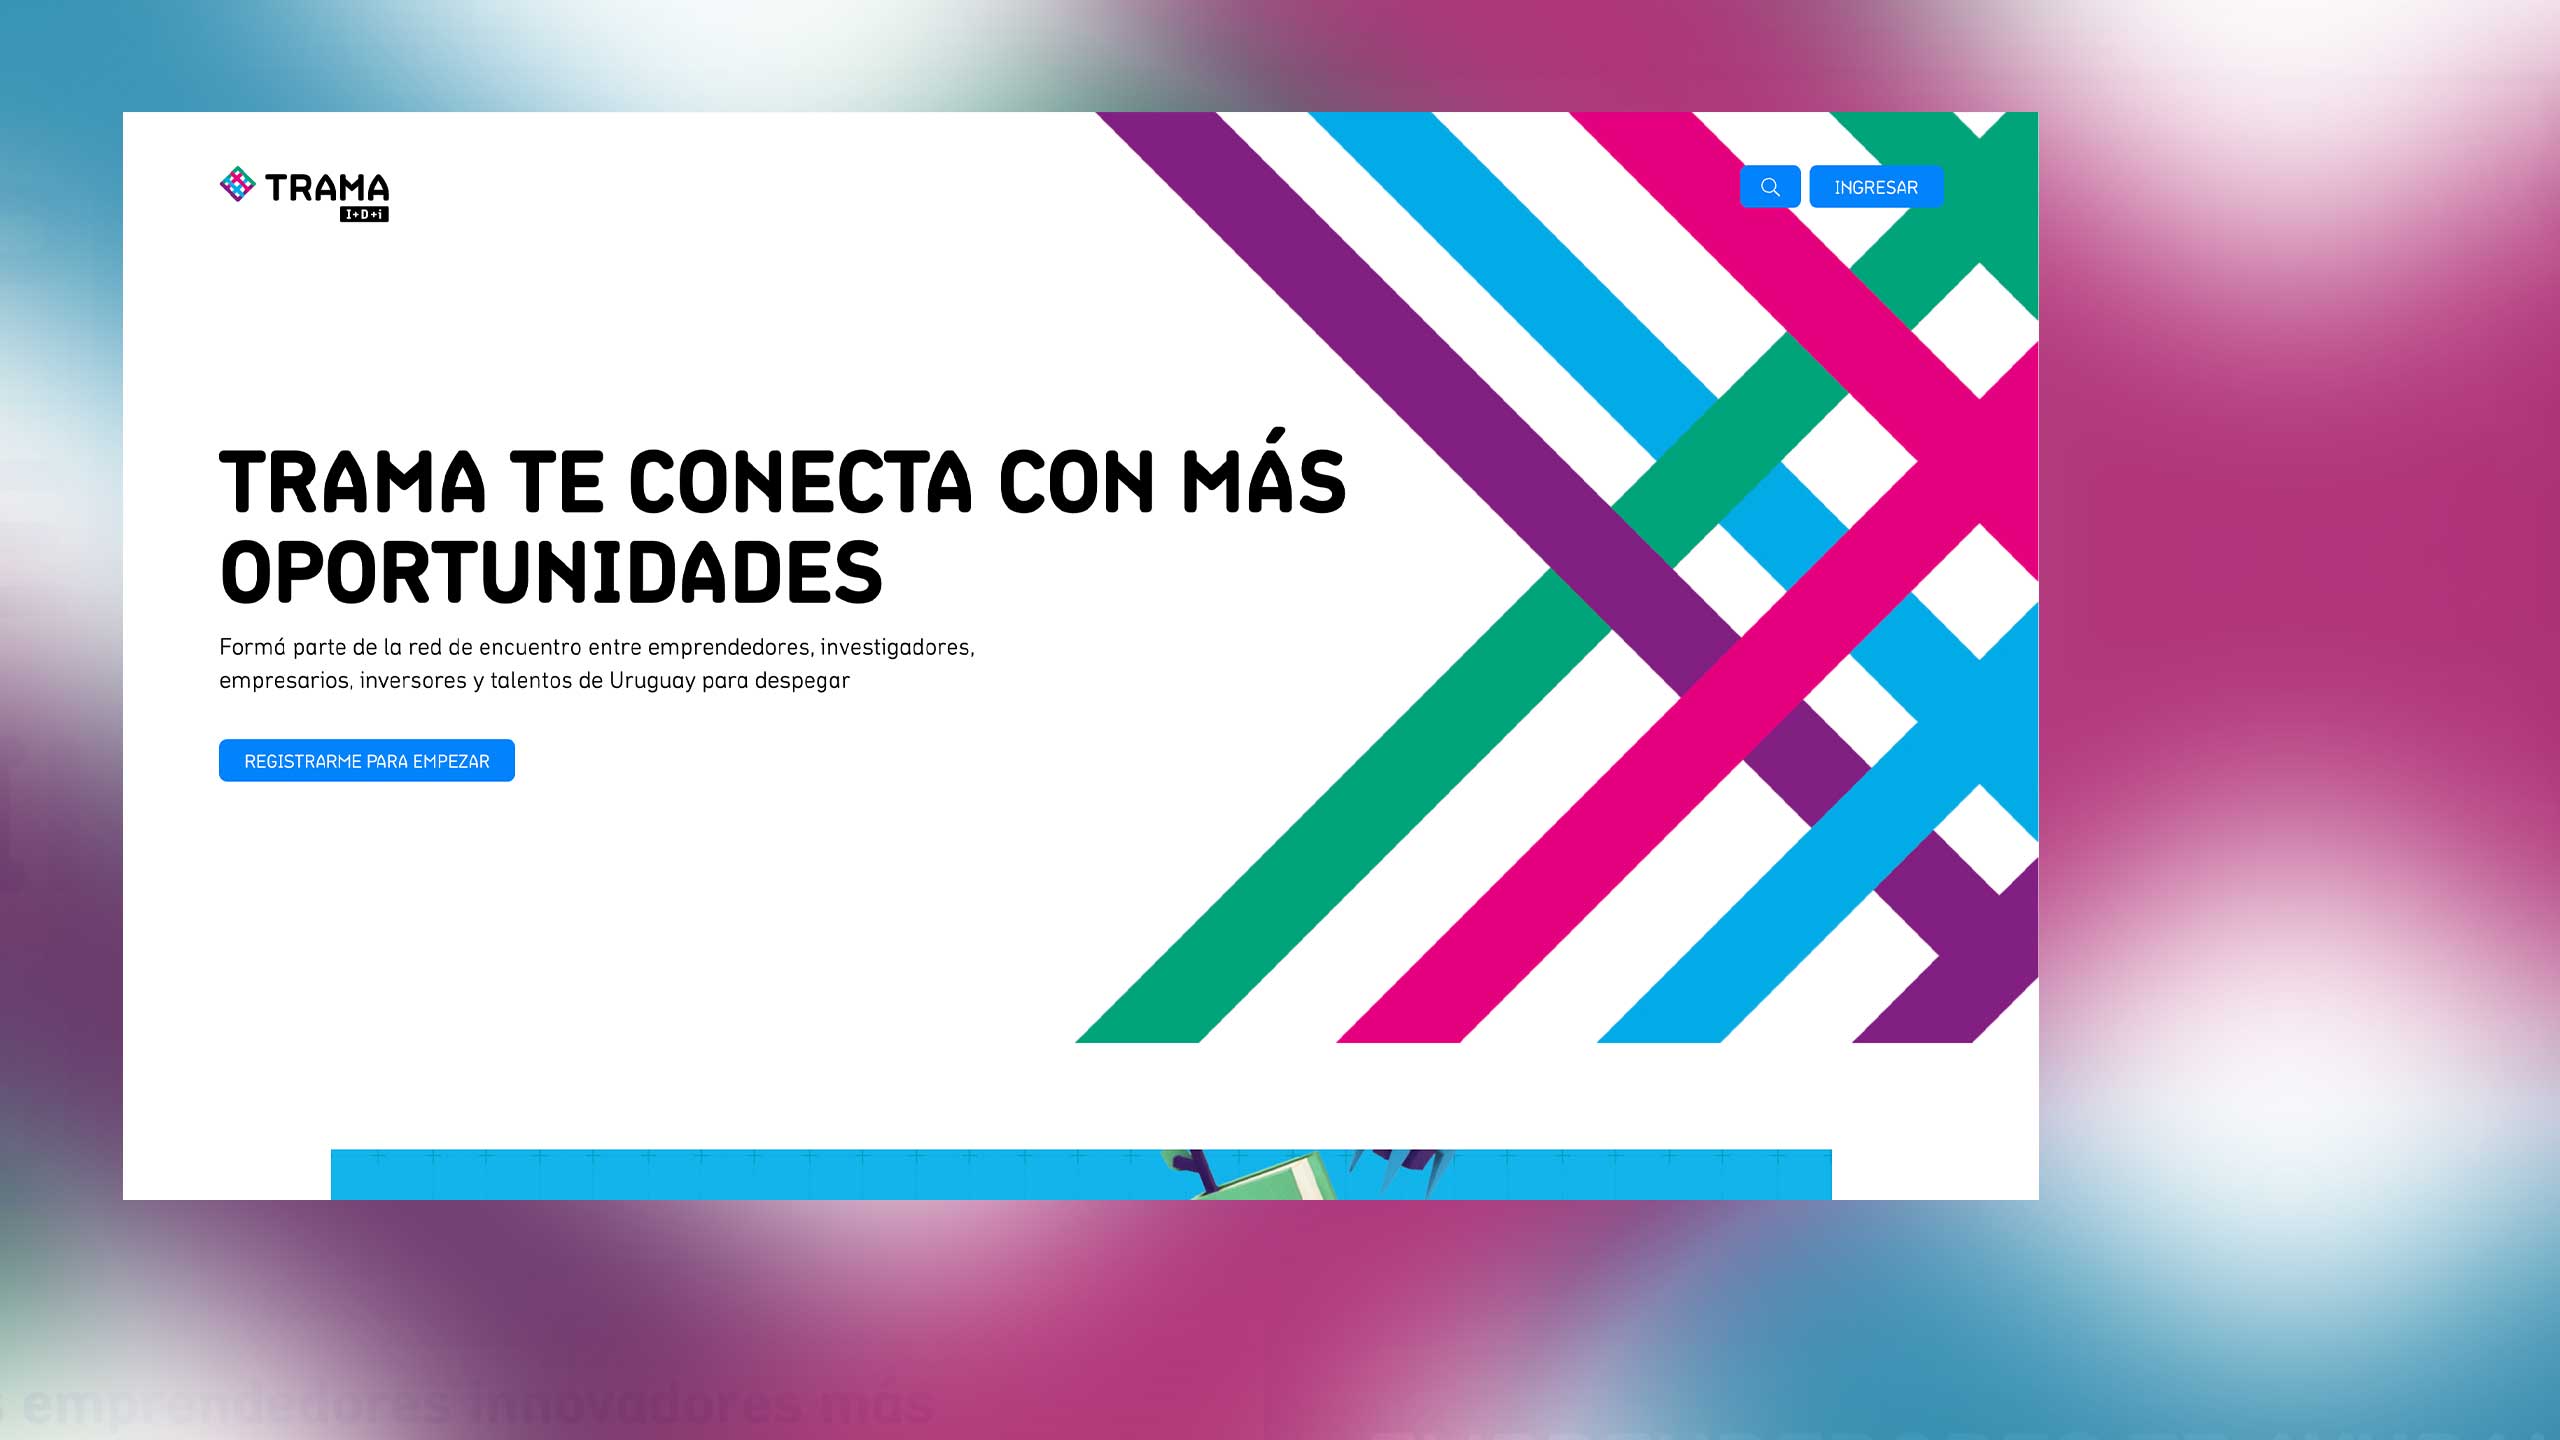 TRAMA
I+D+i
INGRESAR
TRAMA TE CONECTA CON MÁS
OPORTUNIDADES
Formá parte de la red de encuentro entre emprendedores, investigadores,
empresarios, inversores y talentos de Uruguay para despegar
REGISTRARME PARA EMPEZAR
emprendedores innovadores más